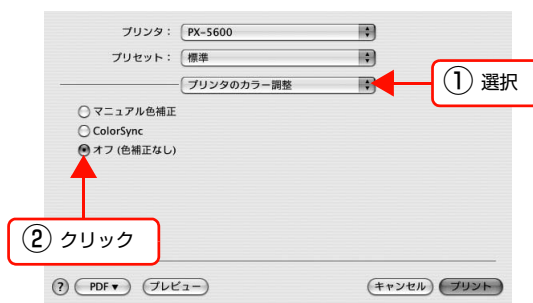 プリンタ： PX-5600
プリセット： 標準
プリンタのカラー調整
① 選択
マニュアル色補正
ColorSync
オフ (色補正なし)
② クリック
? PDF▼ プレビュー キャンセル プリント